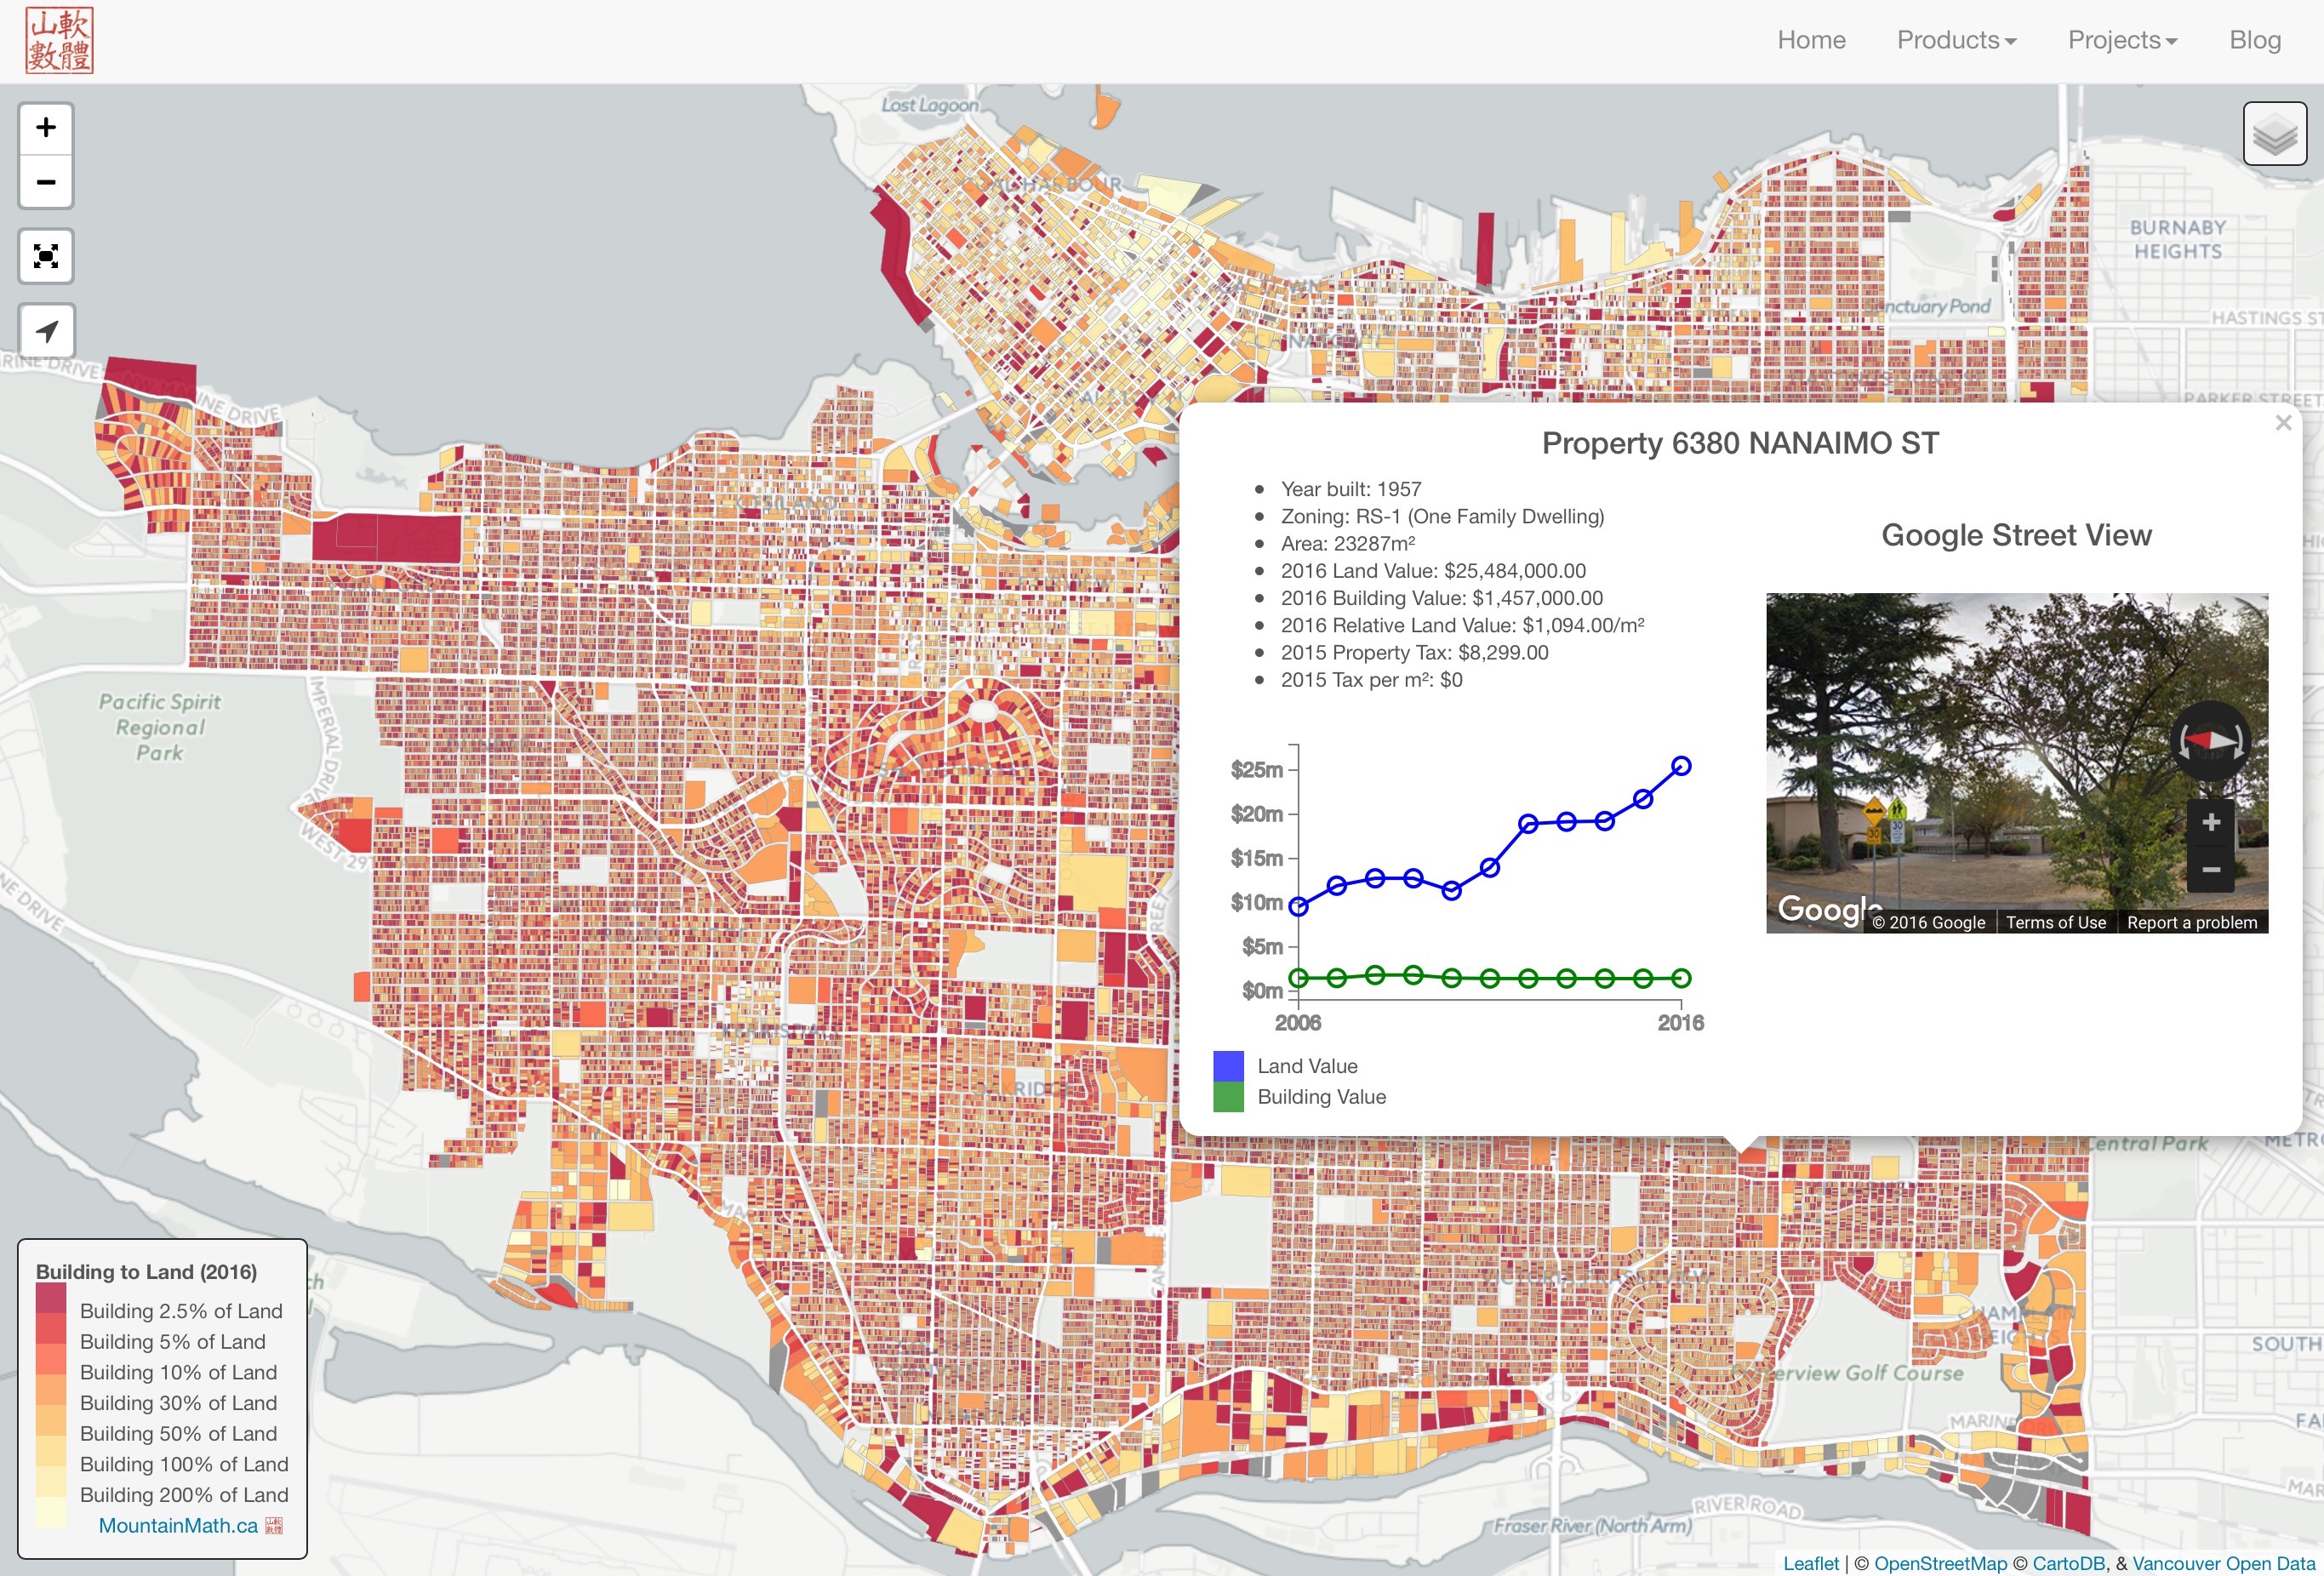 山軟
數體
Home
Products
Projects
Blog
+
−
Lost Lagoon
BURNABY
HEIGHTS
HASTINGS ST
PARKER STREET
Pacific Spirit
Regional
Park
IMPERIAL DRIVE
WEST 29T
NE DRIVE
OAKRIDGE
Property 6380 NANAIMO ST
×
Year built: 1957
Zoning: RS-1 (One Family Dwelling)
Area: 23287m²
2016 Land Value: $25,484,000.00
2016 Building Value: $1,457,000.00
2016 Relative Land Value: $1,094.00/m²
2015 Property Tax: $8,299.00
2015 Tax per m²: $0
Google Street View
30
30
+
−
Google
© 2016 Google
Terms of Use
Report a problem
$25m
$20m
$15m
$10m
$5m
$0m
2006
2016
Land Value
Building Value
Central Park
METR
erview Golf Course
SOUTH
RIVER ROAD
Fraser River (North Arm)
Building to Land (2016)
Building 2.5% of Land
Building 5% of Land
Building 10% of Land
Building 30% of Land
Building 50% of Land
Building 100% of Land
Building 200% of Land
MountainMath.ca
Leaflet | © OpenStreetMap © CartoDB, & Vancouver Open Data